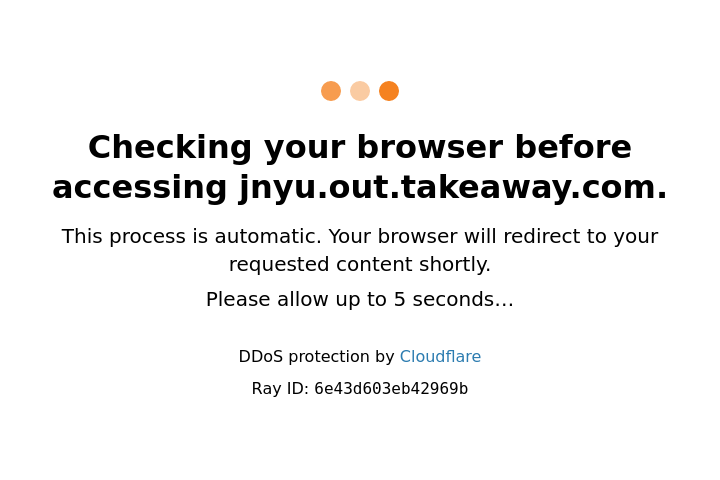 Checking your browser before
accessing jnyu.out.takeaway.com.
This process is automatic. Your browser will redirect to your
requested content shortly.
Please allow up to 5 seconds…
DDoS protection by Cloudflare
Ray ID: 6e43d603eb42969b